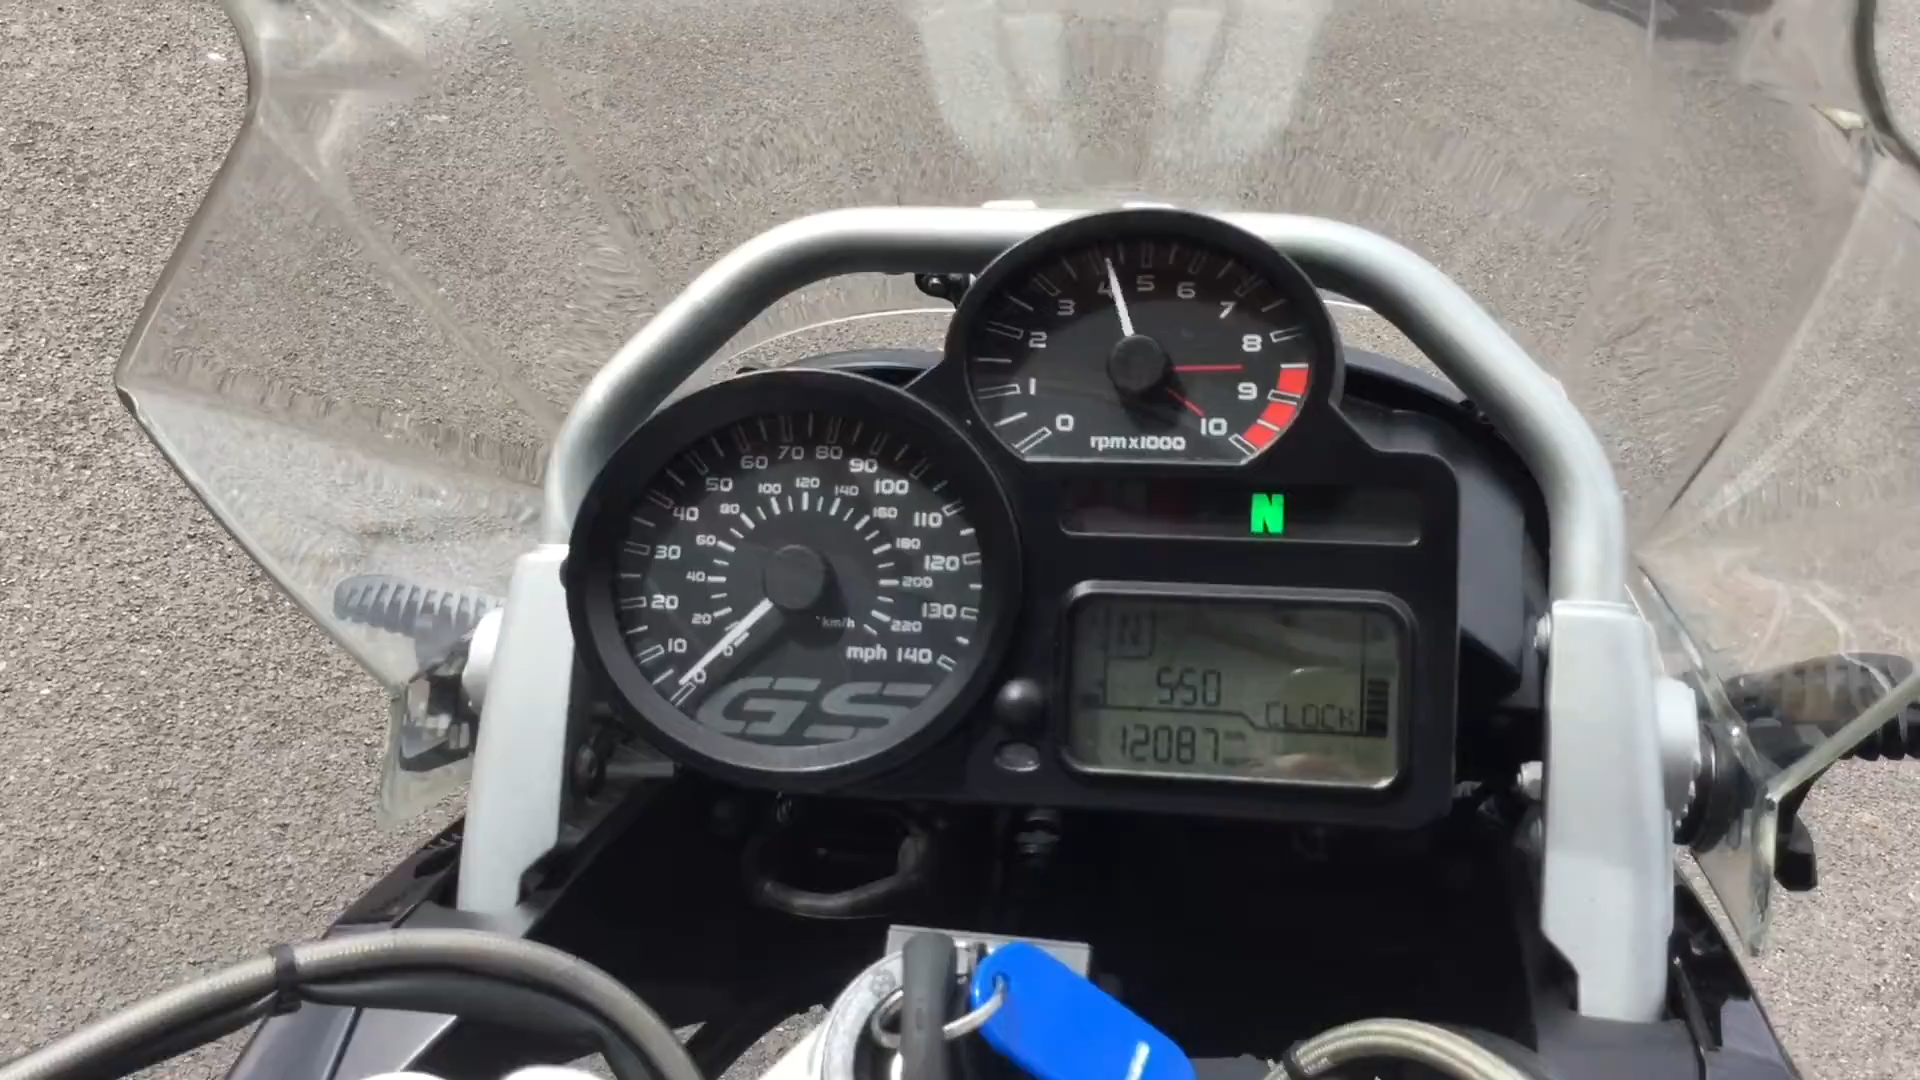 0 1 2 3 4 5 6 7 8 9 10
rpm x1000
0 10 20 30 40 50 60 70 80 90 100 110 120 130 140
mph
0 20 40 60 80 100 120 140 160 180 200 220
km/h
GS
N
N
550
CLOCK
12087